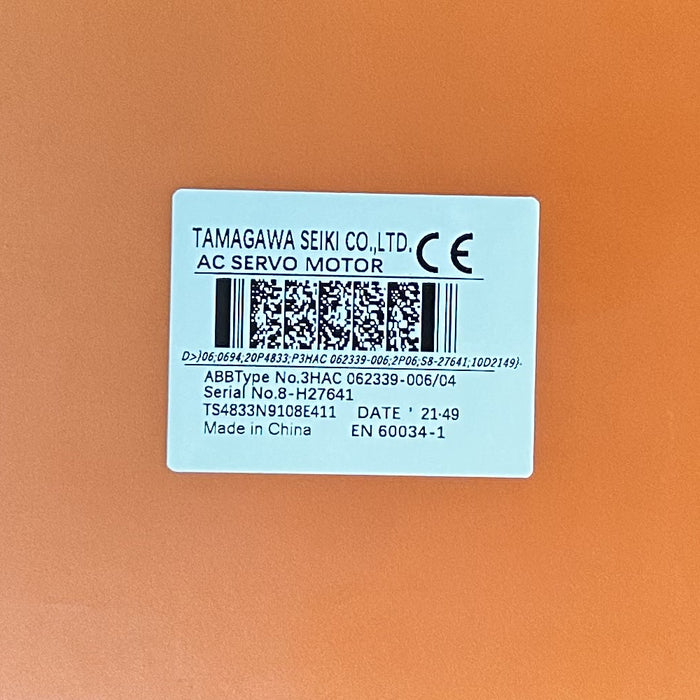 TAMAGAWA SEIKI CO.,LTD. CE
AC SERVO MOTOR
D>}06;0694;20P4833;P3HAC 062339-006;2P06;S8-27641;10D2149}·
ABBType No.3HAC 062339-006/04
Serial No.8-H27641
TS4833N9108E411 DATE ' 21·49
Made in China EN 60034-1